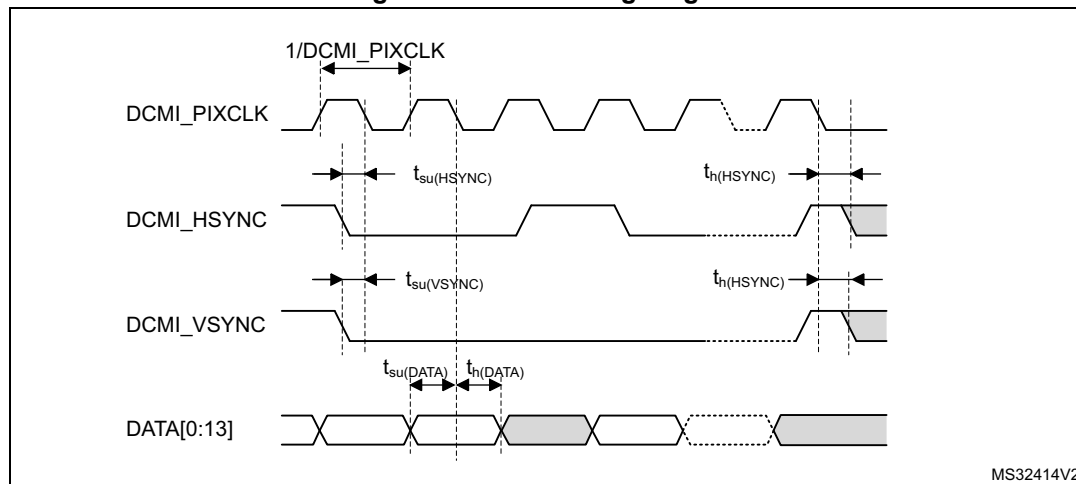 1/DCMI_PIXCLK
DCMI_PIXCLK
tsu(HSYNC) th(HSYNC)
DCMI_HSYNC
tsu(VSYNC) th(HSYNC)
DCMI_VSYNC
tsu(DATA) th(DATA)
DATA[0:13]
MS32414V2